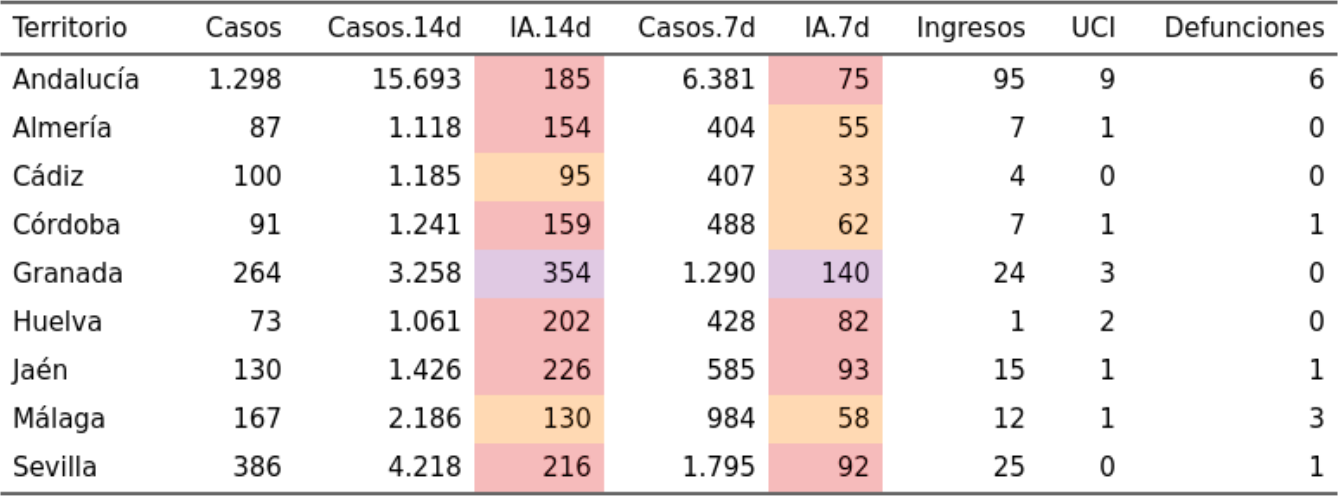 Territorio Casos Casos.14d IA.14d Casos.7d IA.7d Ingresos UCI Defunciones
Andalucía 1.298 15.693 185 6.381 75 95 9 6
Almería 87 1.118 154 404 55 7 1 0
Cádiz 100 1.185 95 407 33 4 0 0
Córdoba 91 1.241 159 488 62 7 1 1
Granada 264 3.258 354 1.290 140 24 3 0
Huelva 73 1.061 202 428 82 1 2 0
Jaén 130 1.426 226 585 93 15 1 1
Málaga 167 2.186 130 984 58 12 1 3
Sevilla 386 4.218 216 1.795 92 25 0 1